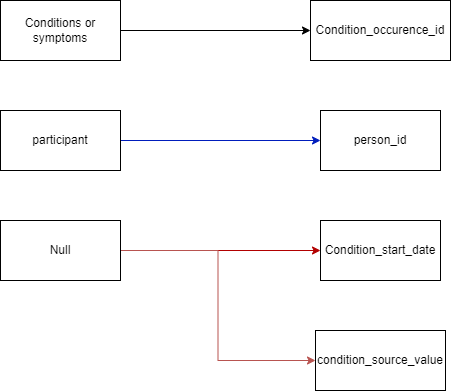 Conditions or
symptoms
Condition_occurence_id
participant
person_id
Null
Condition_start_date
condition_source_value